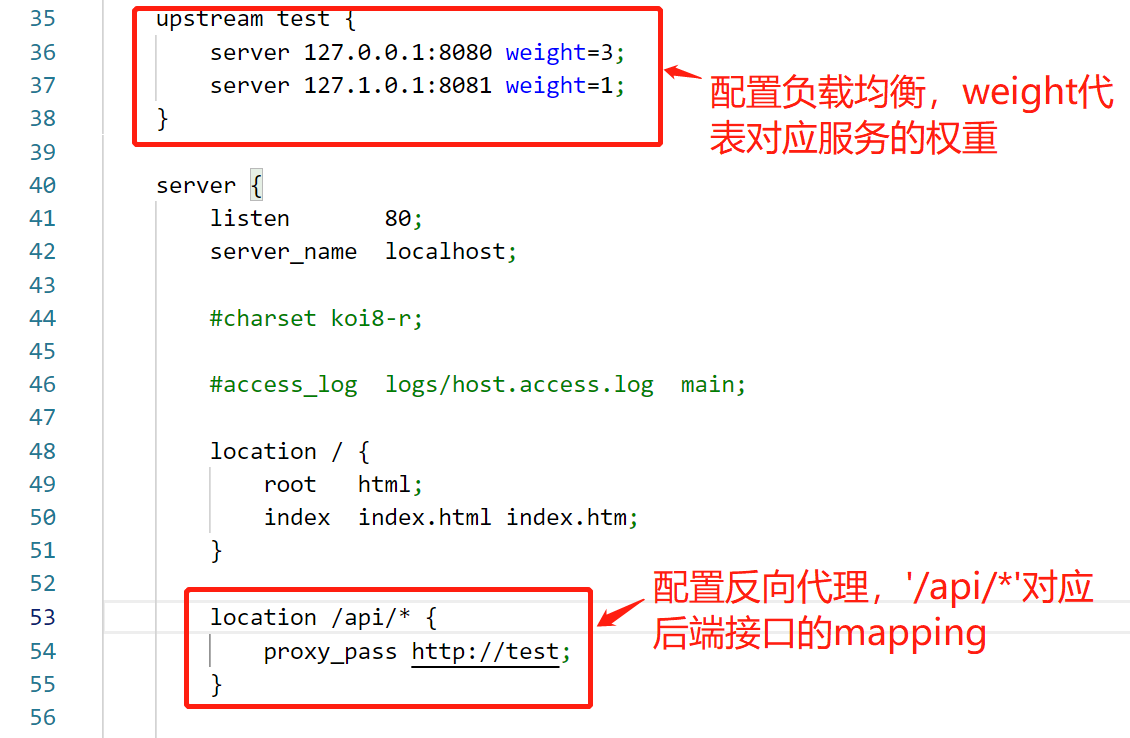 35 upstream test {
36 server 127.0.0.1:8080 weight=3;
37 server 127.1.0.1:8081 weight=1;
38 }
配置负载均衡，weight代
表对应服务的权重
39
40 server {
41 listen 80;
42 server_name localhost;
43
44 #charset koi8-r;
45
46 #access_log logs/host.access.log main;
47
48 location / {
49 root html;
50 index index.html index.htm;
51 }
52
53 location /api/* {
54 proxy_pass http://test;
55 }
配置反向代理，'/api/*'对应
后端接口的mapping
56